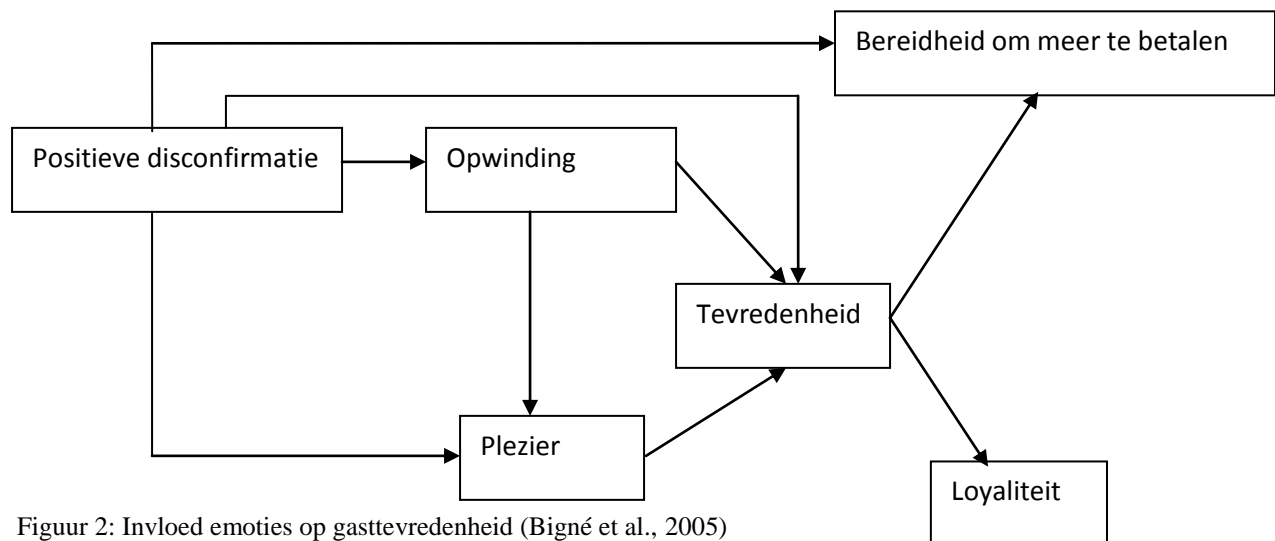 Bereidheid om meer te betalen
Positieve disconfirmatie
Opwinding
Tevredenheid
Plezier
Loyaliteit
Figuur 2: Invloed emoties op gasttevredenheid (Bigné et al., 2005)